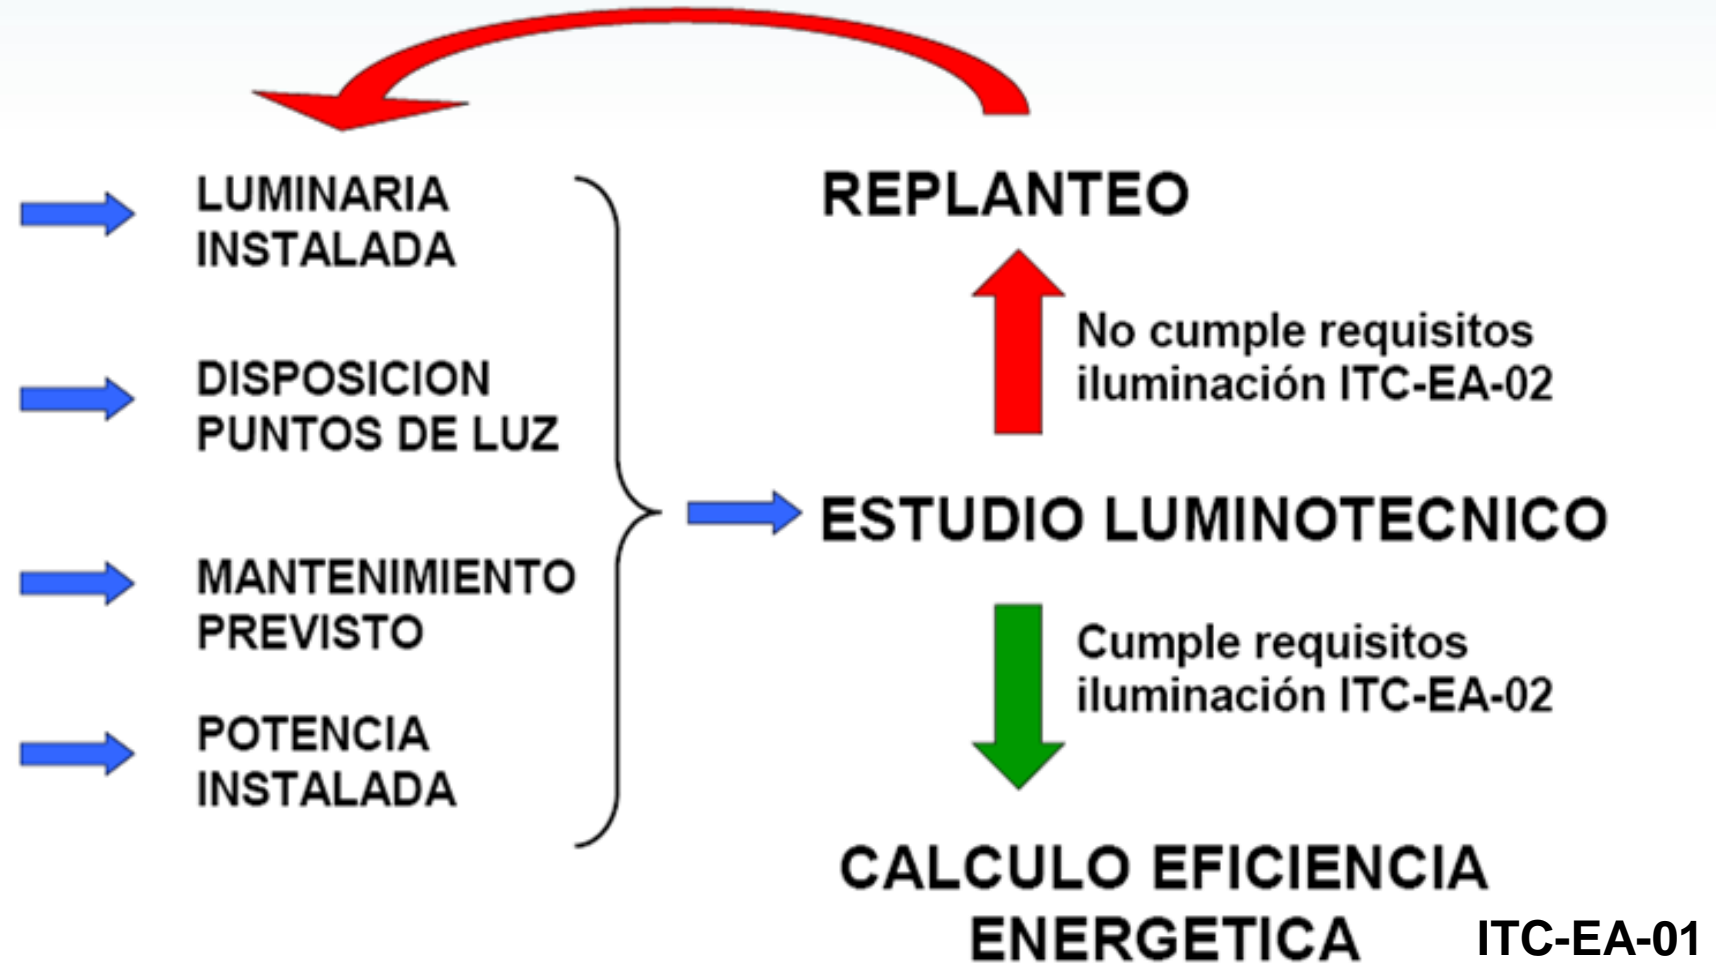 LUMINARIA
INSTALADA
DISPOSICION
PUNTOS DE LUZ
MANTENIMIENTO
PREVISTO
POTENCIA
INSTALADA
REPLANTEO
No cumple requisitos
iluminación ITC-EA-02
ESTUDIO LUMINOTECNICO
Cumple requisitos
iluminación ITC-EA-02
CALCULO EFICIENCIA
ENERGETICA
ITC-EA-01